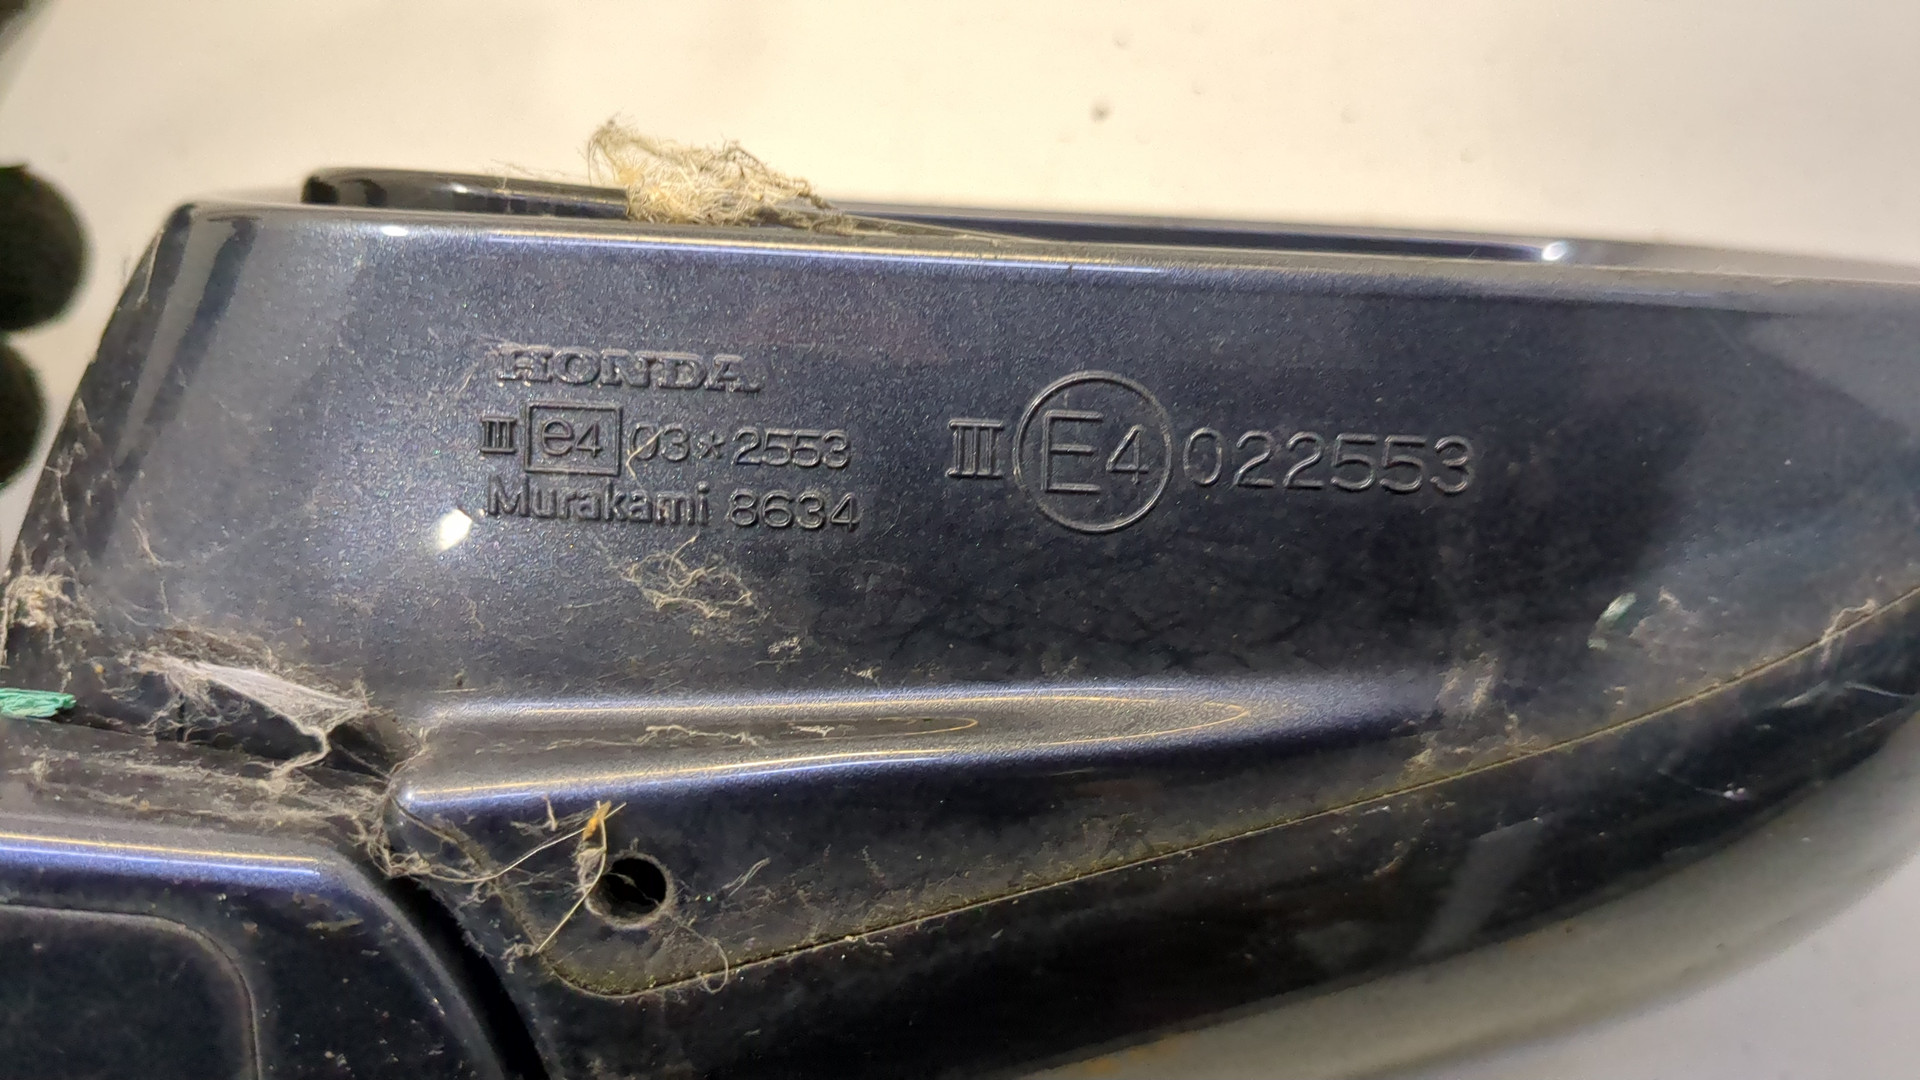 HONDA
III e4 03*2553
Murakami 8634
III E4 022553